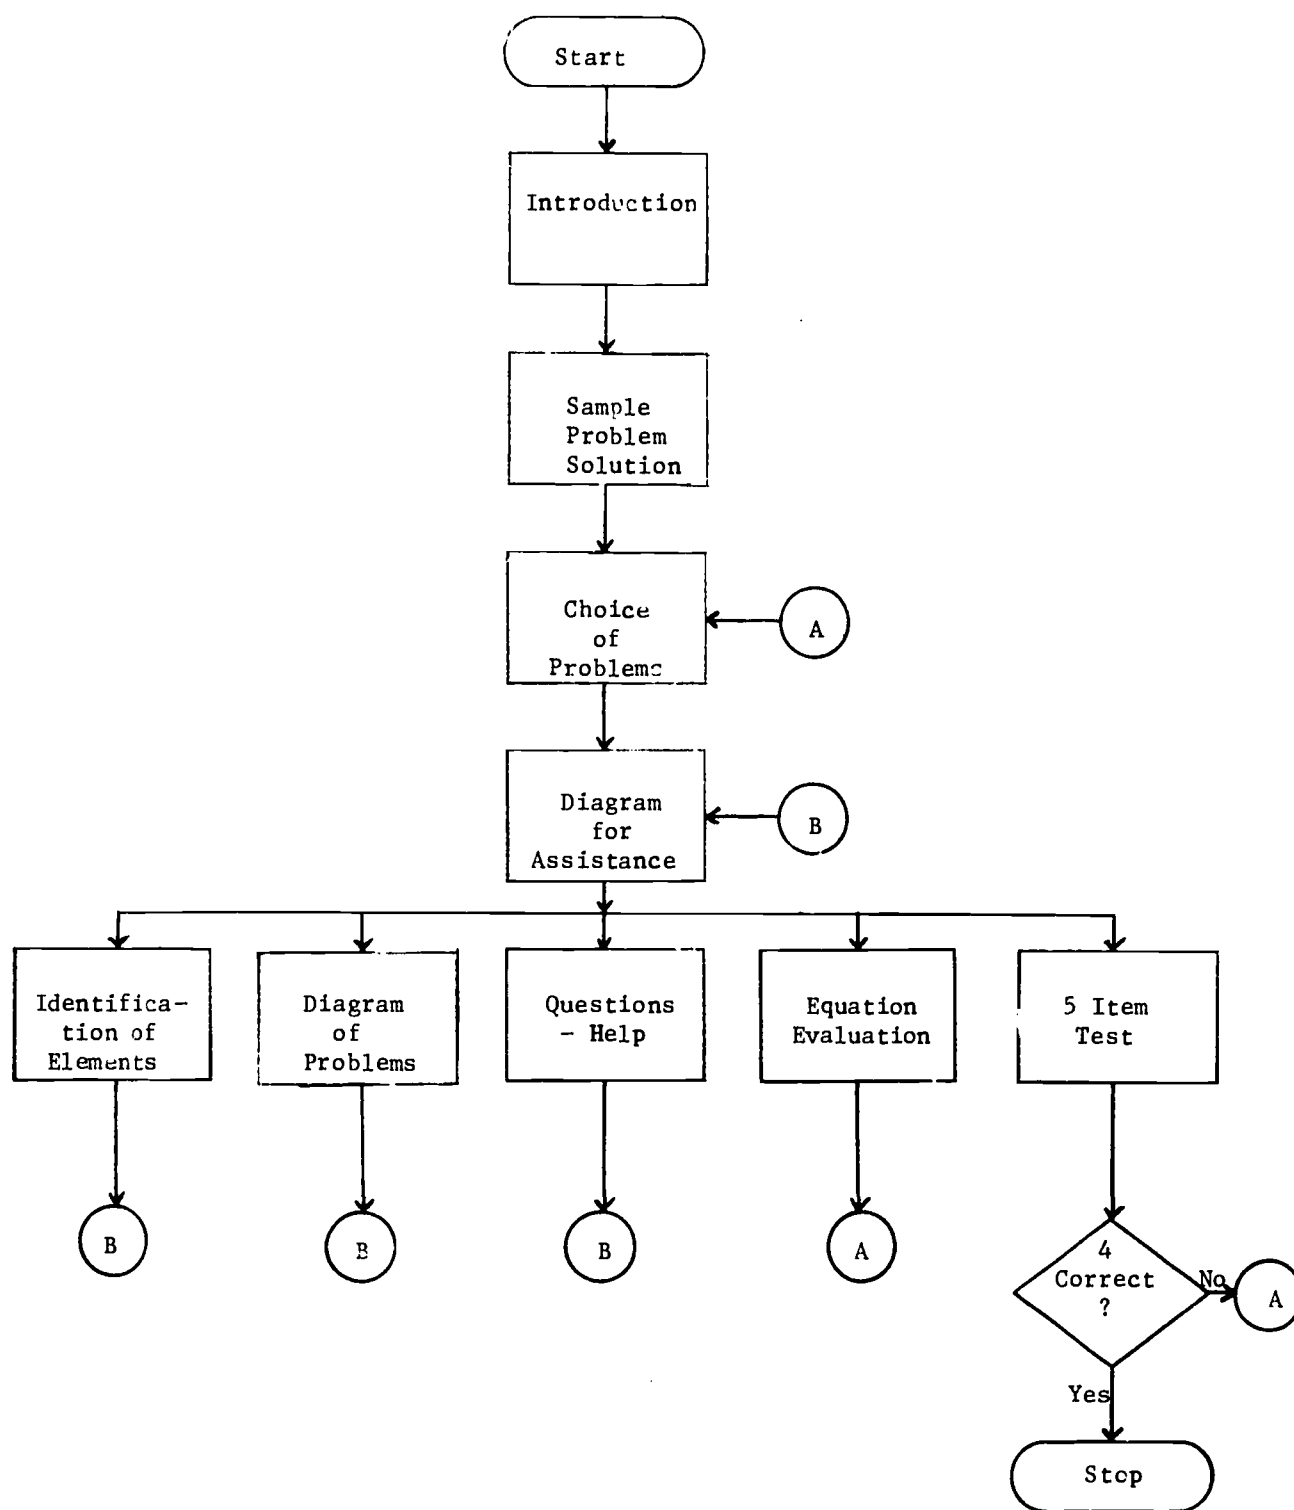 Start
Introduction
Sample
Problem
Solution
Choice
of
Problems
A
Diagram
for
Assistance
B
Identifica-
tion of
Elements
Diagram
of
Problems
Questions
- Help
Equation
Evaluation
5 Item
Test
B
B
B
A
4
Correct
?
No
A
Yes
Stop